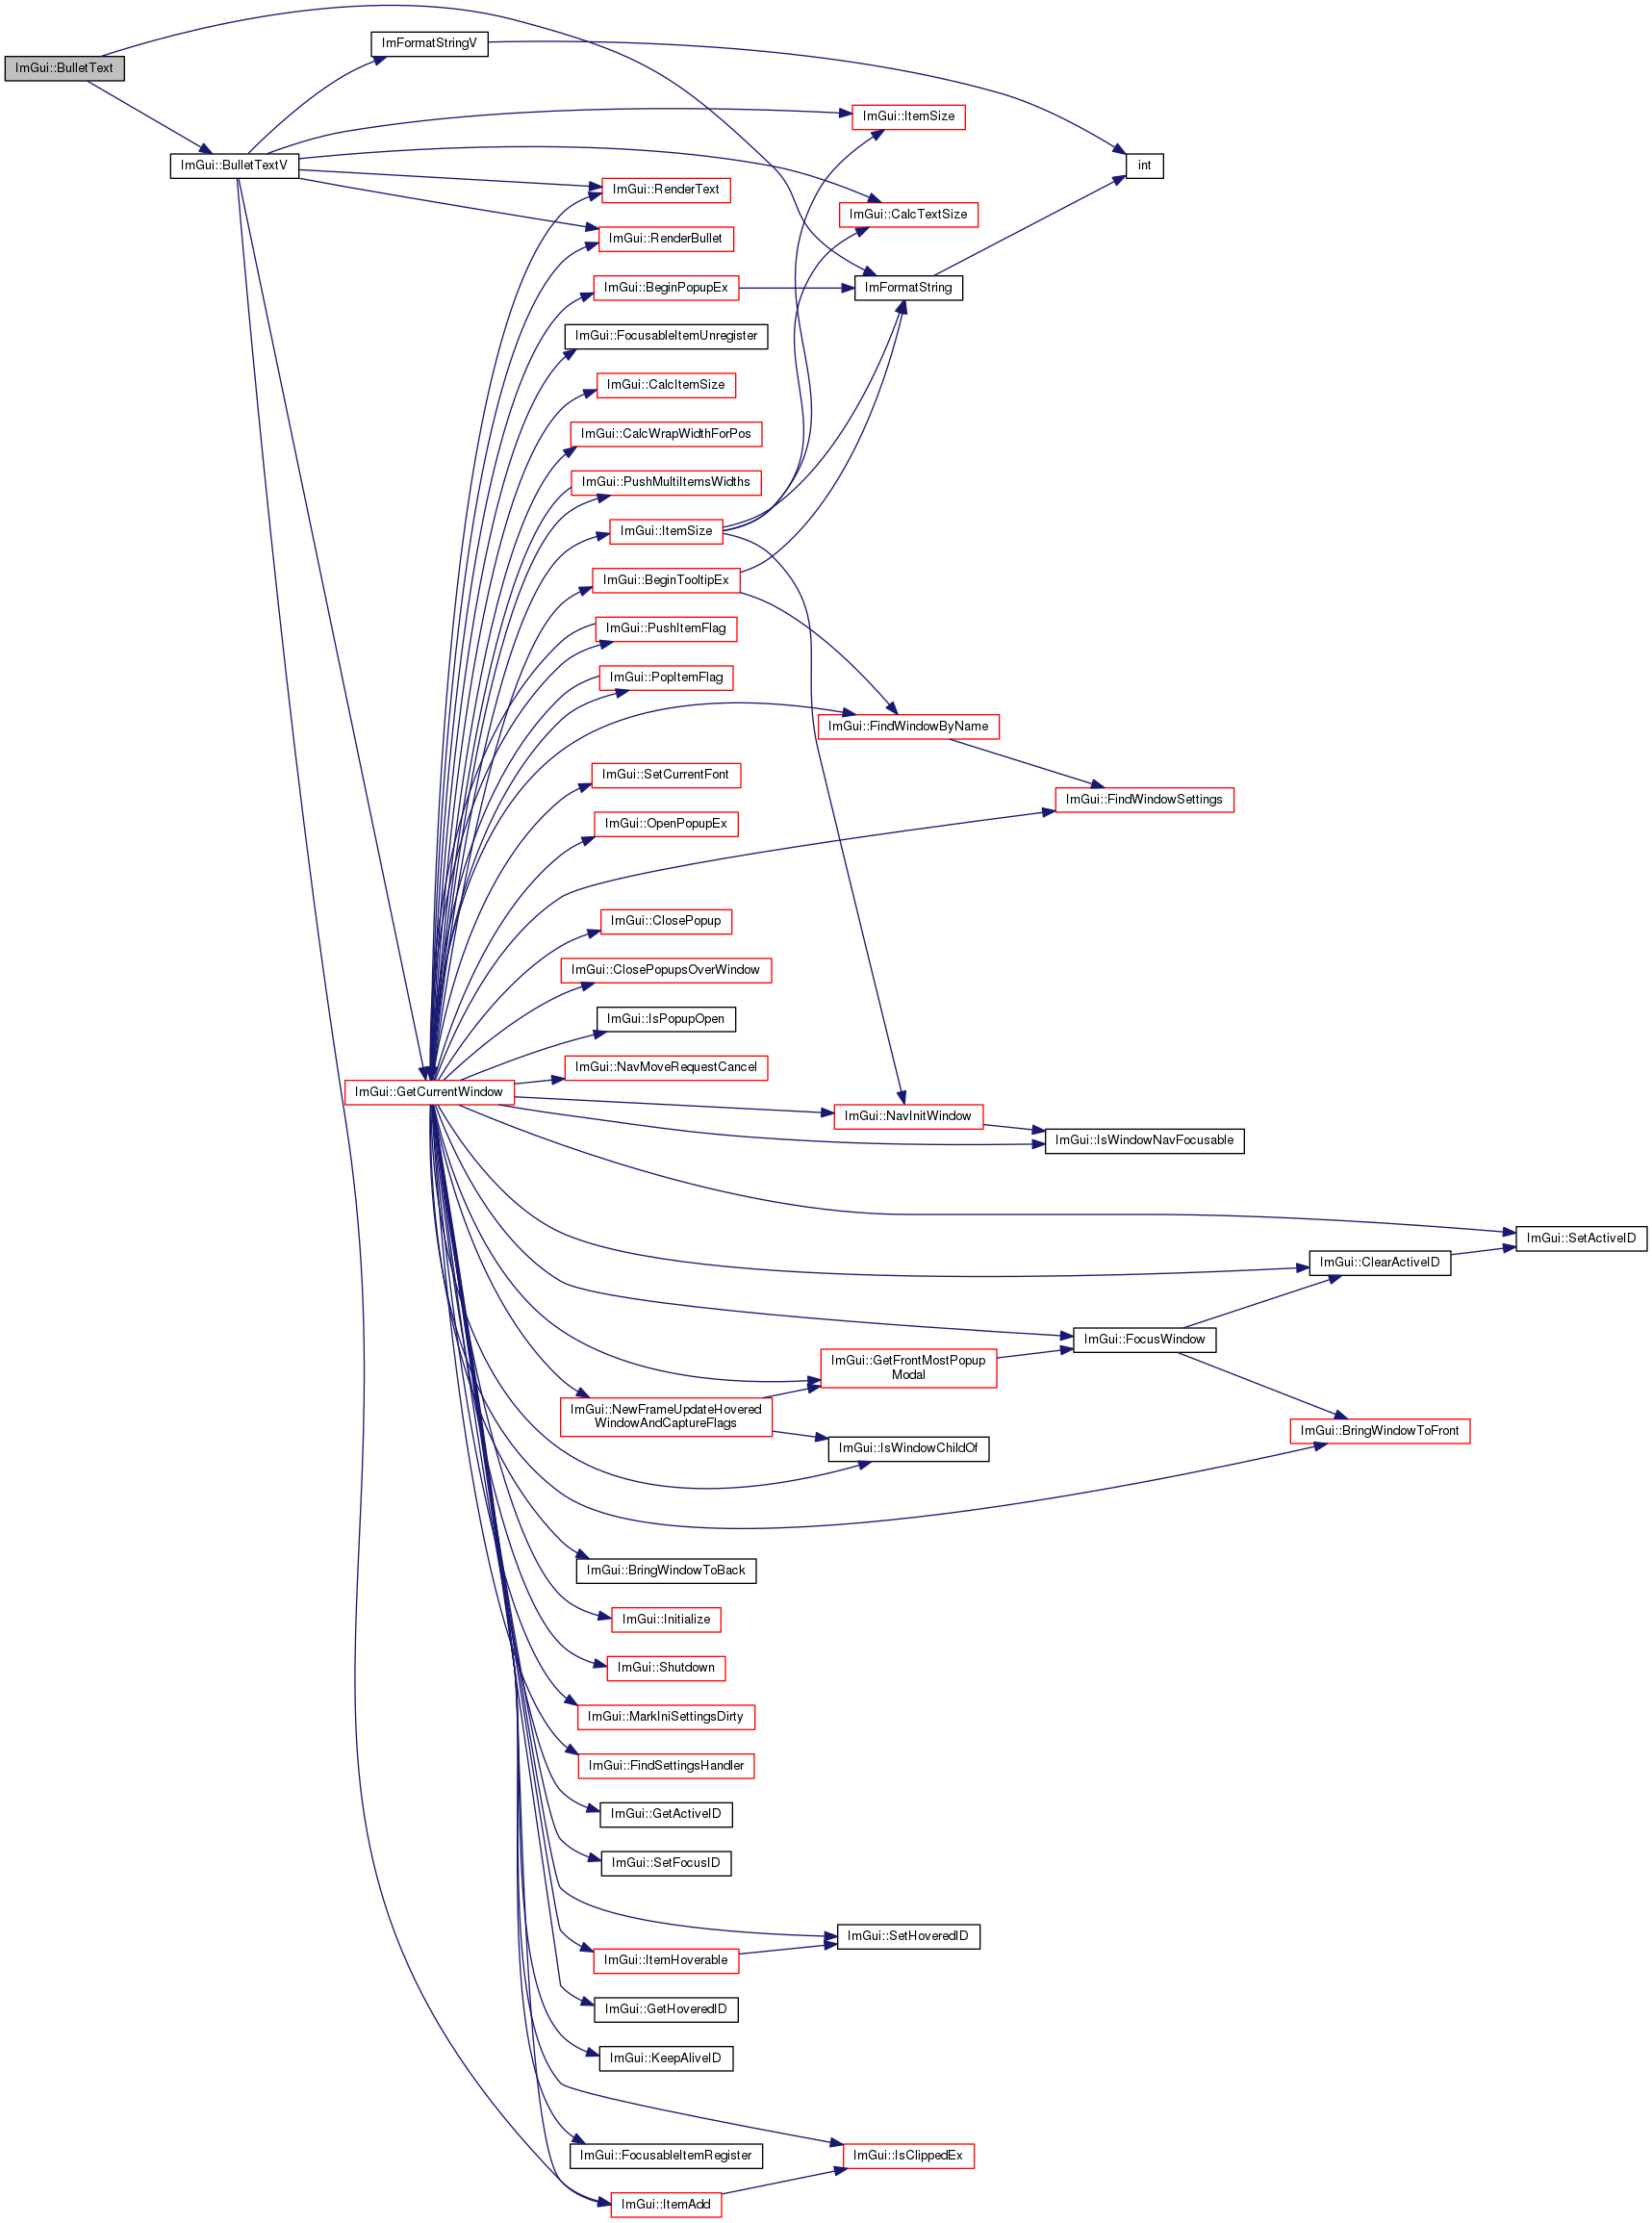 ImGui::BulletText
ImFormatStringV
ImGui::ItemSize
int
ImGui::BulletTextV
ImGui::RenderText
ImGui::CalcTextSize
ImGui::RenderBullet
ImGui::BeginPopupEx
ImFormatString
ImGui::FocusableItemUnregister
ImGui::CalcItemSize
ImGui::CalcWrapWidthForPos
ImGui::PushMultiItemsWidths
ImGui::ItemSize
ImGui::BeginTooltipEx
ImGui::PushItemFlag
ImGui::PopItemFlag
ImGui::FindWindowByName
ImGui::SetCurrentFont
ImGui::FindWindowSettings
ImGui::OpenPopupEx
ImGui::ClosePopup
ImGui::ClosePopupsOverWindow
ImGui::IsPopupOpen
ImGui::NavMoveRequestCancel
ImGui::GetCurrentWindow
ImGui::NavInitWindow
ImGui::IsWindowNavFocusable
ImGui::SetActiveID
ImGui::ClearActiveID
ImGui::FocusWindow
ImGui::GetFrontMostPopup
Modal
ImGui::NewFrameUpdateHovered
WindowAndCaptureFlags
ImGui::BringWindowToFront
ImGui::IsWindowChildOf
ImGui::BringWindowToBack
ImGui::Initialize
ImGui::Shutdown
ImGui::MarkIniSettingsDirty
ImGui::FindSettingsHandler
ImGui::GetActiveID
ImGui::SetFocusID
ImGui::SetHoveredID
ImGui::ItemHoverable
ImGui::GetHoveredID
ImGui::KeepAliveID
ImGui::FocusableItemRegister
ImGui::IsClippedEx
ImGui::ItemAdd